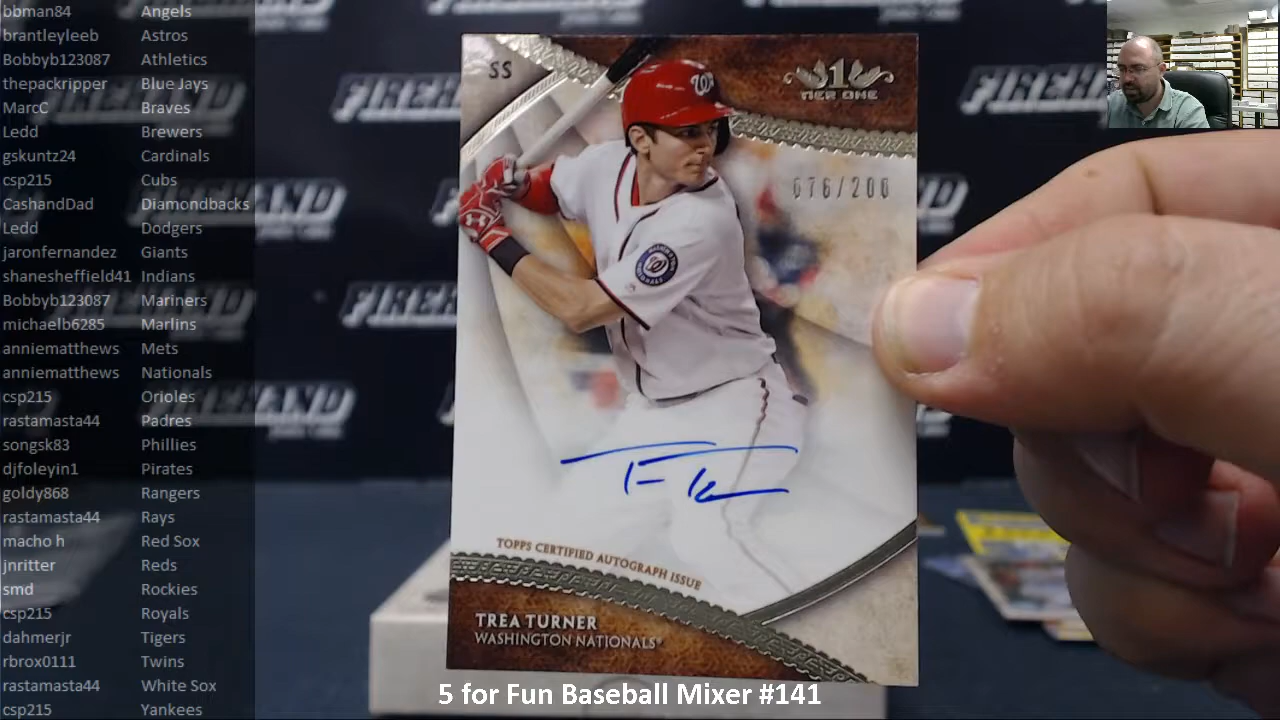 bbman84 Angels
brantleyleeb Astros
Bobbyb123087 Athletics
thepackripper Blue Jays
MarcC Braves
Ledd Brewers
gskuntz24 Cardinals
csp215 Cubs
CashandDad Diamondbacks
Ledd Dodgers
jaronfernandez Giants
shanesheffield41 Indians
Bobbyb123087 Mariners
michaelb6285 Marlins
anniematthews Mets
anniematthews Nationals
csp215 Orioles
rastamasta44 Padres
songsk83 Phillies
djfoleyin1 Pirates
goldy868 Rangers
rastamasta44 Rays
macho h Red Sox
jnritter Reds
smd Rockies
csp215 Royals
dahmerjr Tigers
rbrox0111 Twins
rastamasta44 White Sox
csp215 Yankees
SS
1
TIER ONE
076/200
W
TOPPS CERTIFIED AUTOGRAPH ISSUE
TREA TURNER
WASHINGTON NATIONALS®
FIREHAND
5 for Fun Baseball Mixer #141